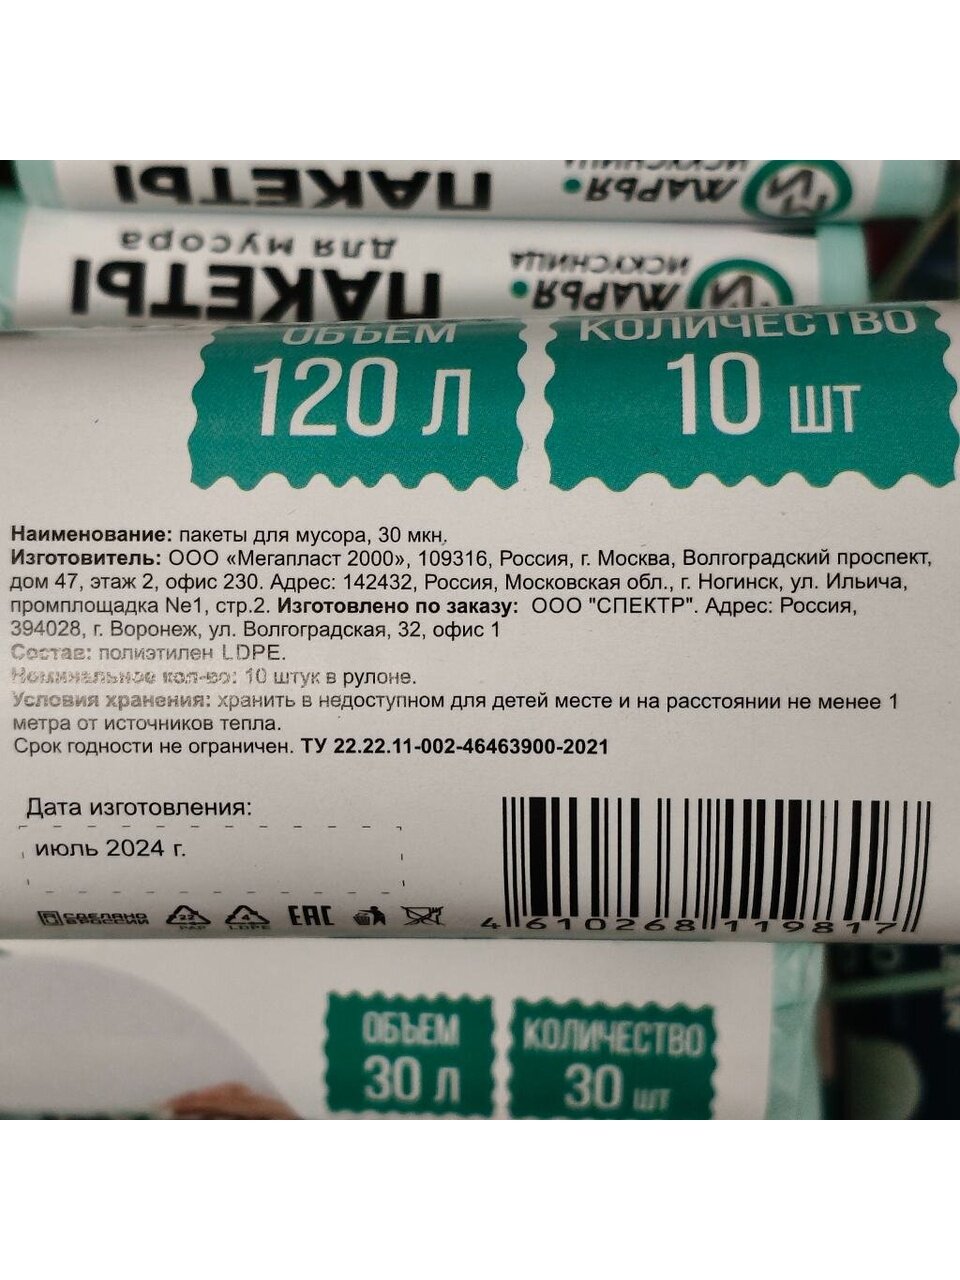 ПАКЕТЫ
МАРЬЯ
ИСКУСНИЦА
для мусора
ПАКЕТЫ
МАРЬЯ
ИСКУСНИЦА
ОБЪЕМ
120 Л
КОЛИЧЕСТВО
10 ШТ
Наименование: пакеты для мусора, 30 мкн.
Изготовитель: ООО «Мегапласт 2000», 109316, Россия, г. Москва, Волгоградский проспект,
дом 47, этаж 2, офис 230. Адрес: 142432, Россия, Московская обл., г. Ногинск, ул. Ильича,
промплощадка №1, стр.2. Изготовлено по заказу: ООО "СПЕКТР". Адрес: Россия,
394028, г. Воронеж, ул. Волгоградская, 32, офис 1
Состав: полиэтилен LDPE.
Номинальное кол-во: 10 штук в рулоне.
Условия хранения: хранить в недоступном для детей месте и на расстоянии не менее 1
метра от источников тепла.
Срок годности не ограничен. ТУ 22.22.11-002-46463900-2021
Дата изготовления:
июль 2024 г.
СДЕЛАНО
В РОССИИ
22
PAP
4
LDPE
EAC
4 610268 119817
ОБЪЕМ
30 Л
КОЛИЧЕСТВО
30 ШТ